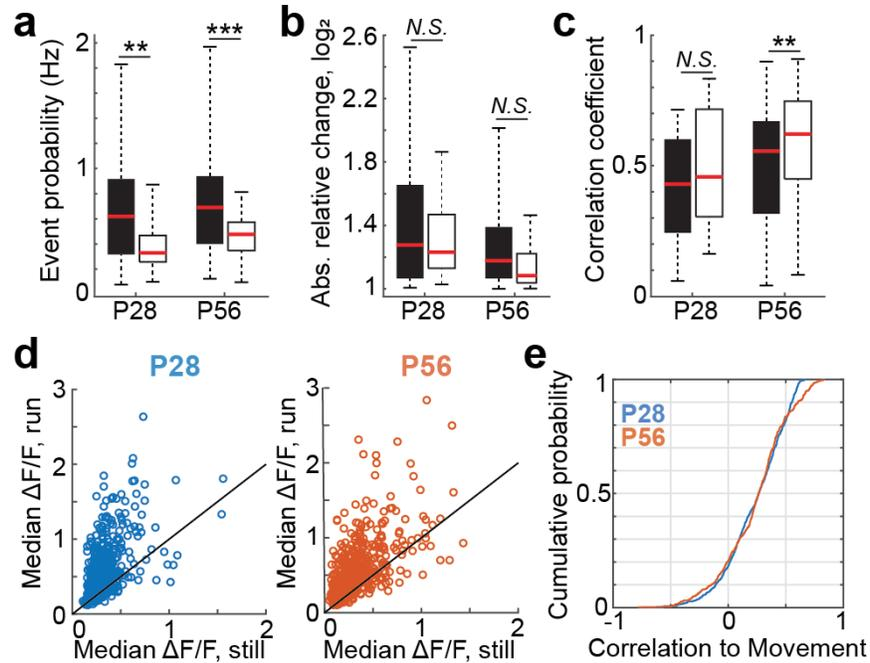 a
Event probability (Hz)
2
1
0
**
***
P28
P56
b
Abs. relative change, log₂
2.6
2.2
1.8
1.4
1
N.S.
N.S.
P28
P56
c
Correlation coefficient
1
0.5
0
N.S.
**
P28
P56
d
P28
Median ΔF/F, run
3
2
1
0
0
1
2
Median ΔF/F, still
P56
Median ΔF/F, run
3
2
1
0
0
1
2
Median ΔF/F, still
e
Cumulative probability
1
0.5
0
P28
P56
-1
0
1
Correlation to Movement